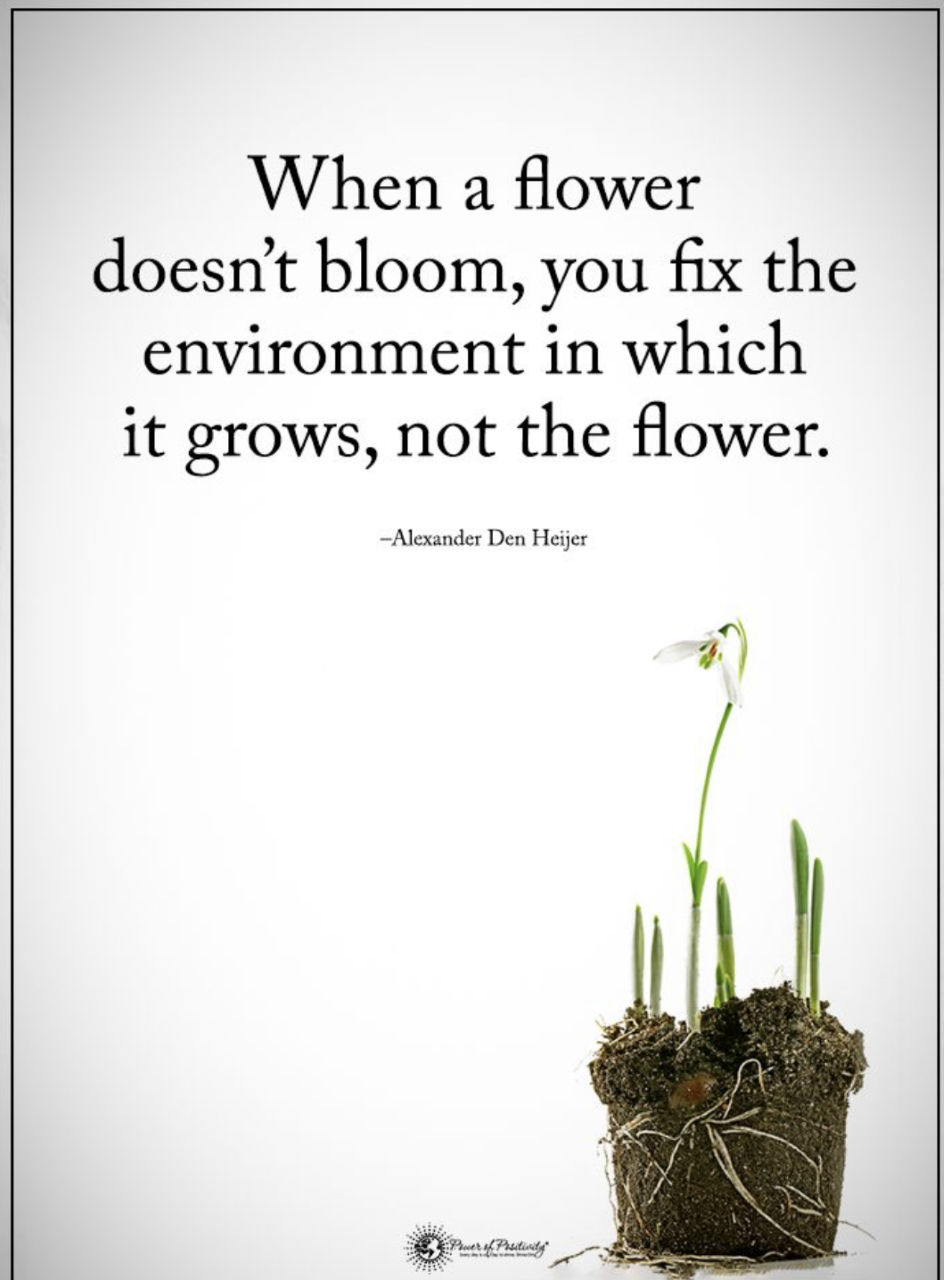 When a flower
doesn't bloom, you fix the
environment in which
it grows, not the flower.
–Alexander Den Heijer
Power of Positivity